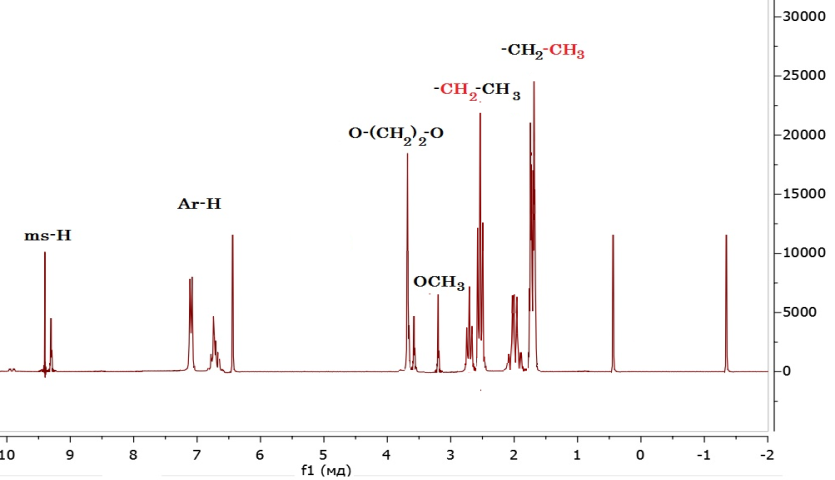 30000
-CH2-CH3
25000
-CH2-CH3
O-(CH2)2-O
20000
Ar-H
15000
ms-H
10000
OCH3
5000
0
10 9 8 7 6 5 4 3 2 1 0 -1 -2
f1 (мд)